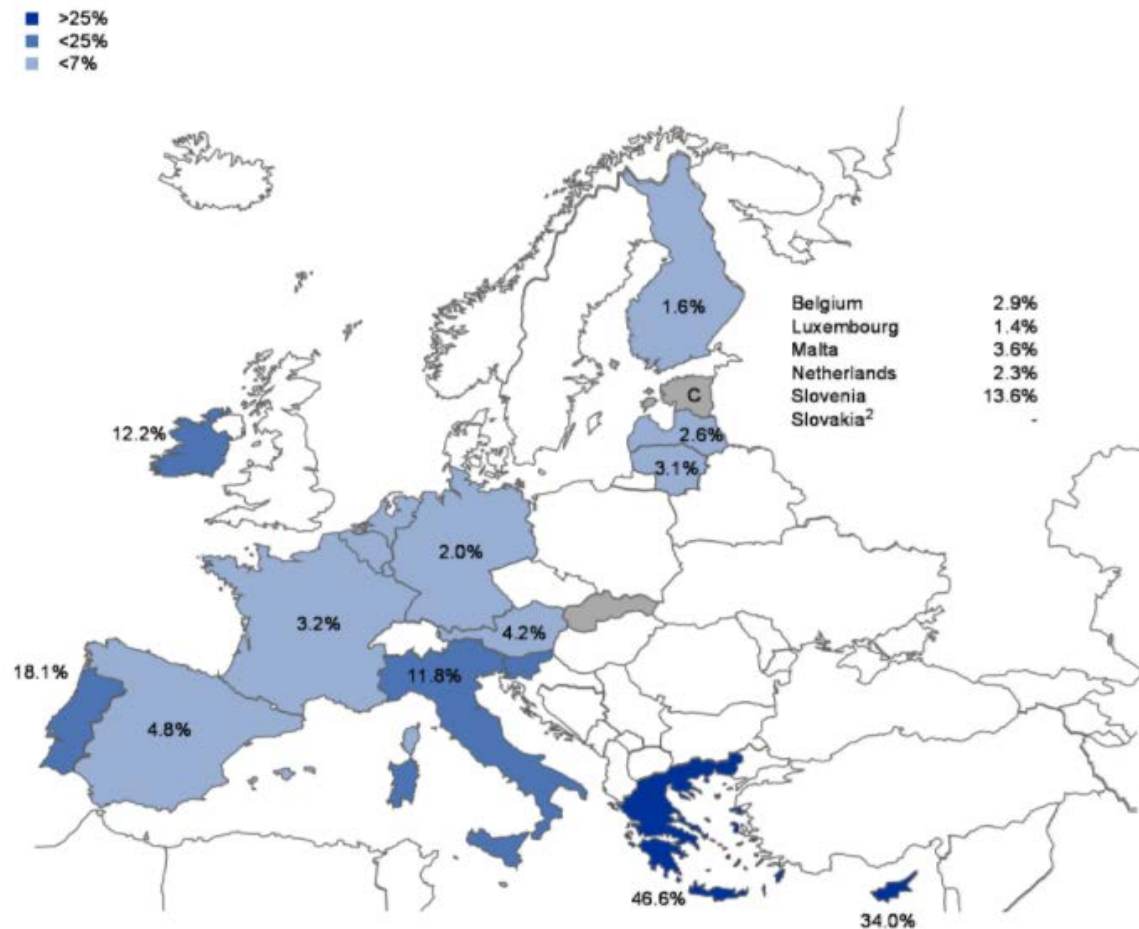 >25%
<25%
<7%
1.6%
Belgium 2.9%
Luxembourg 1.4%
Malta 3.6%
Netherlands 2.3%
C
Slovenia 13.6%
Slovakia² -
12.2%
2.6%
3.1%
2.0%
3.2%
4.2%
18.1%
11.8%
4.8%
46.6%
34.0%